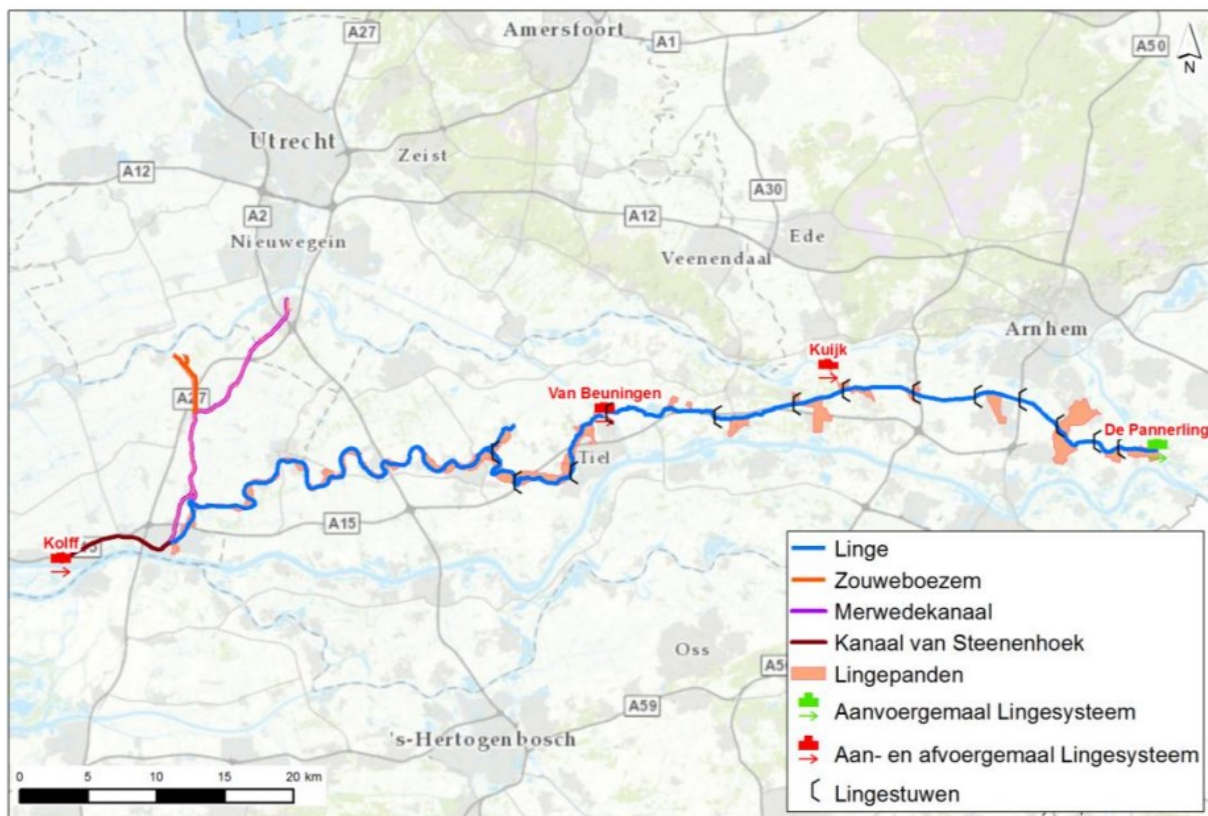 A27
Amersfoort
A1
A50
N
Utrecht
Zeist
A12
A30
A2
A12
Ede
Nieuwegein
Veenendaal
Arnhem
Kuijk
A27
Van Beuningen
De Pannerling
Tiel
A15
Kolff
Oss
A59
's-Hertogenbosch
0 5 10 15 20 km
Linge
Zouweboezem
Merwedekanaal
Kanaal van Steenenhoek
Lingepanden
Aanvoergemaal Lingesysteem
Aan- en afvoergemaal Lingesysteem
Lingestuwen